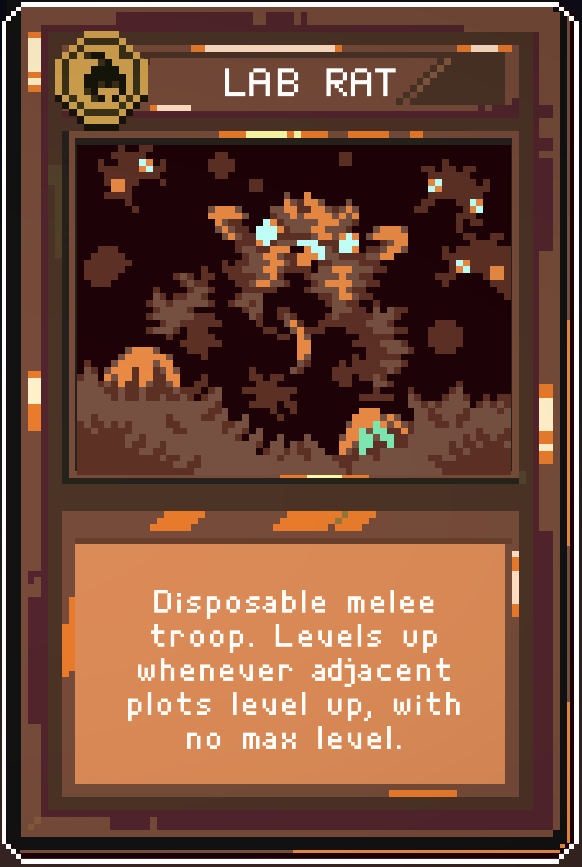 LAB RAT
Disposable melee
troop. Levels up
whenever adjacent
plots level up, with
no max level.